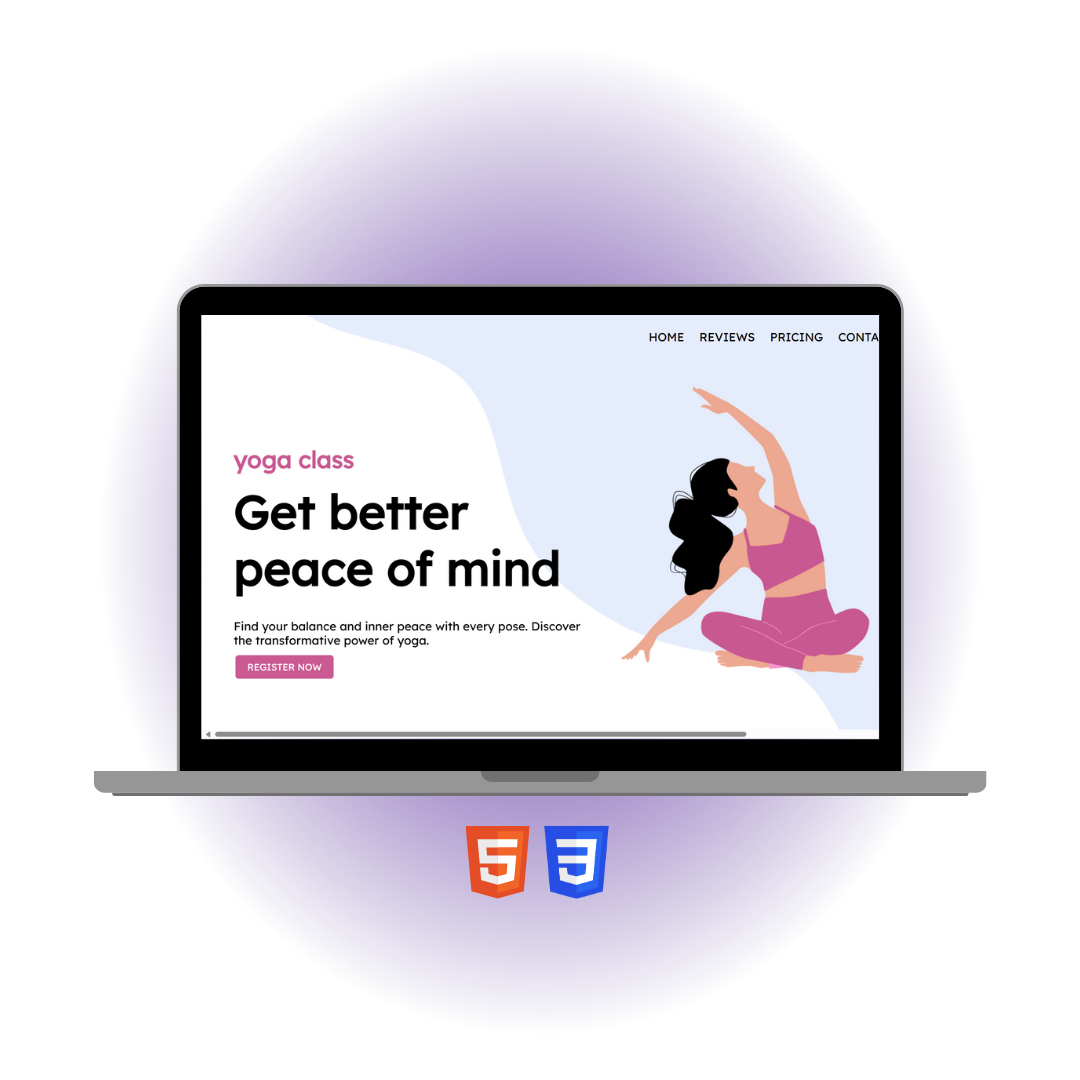 HOME REVIEWS PRICING CONTA
yoga class
Get better
peace of mind
Find your balance and inner peace with every pose. Discover
the transformative power of yoga.
REGISTER NOW
5
3